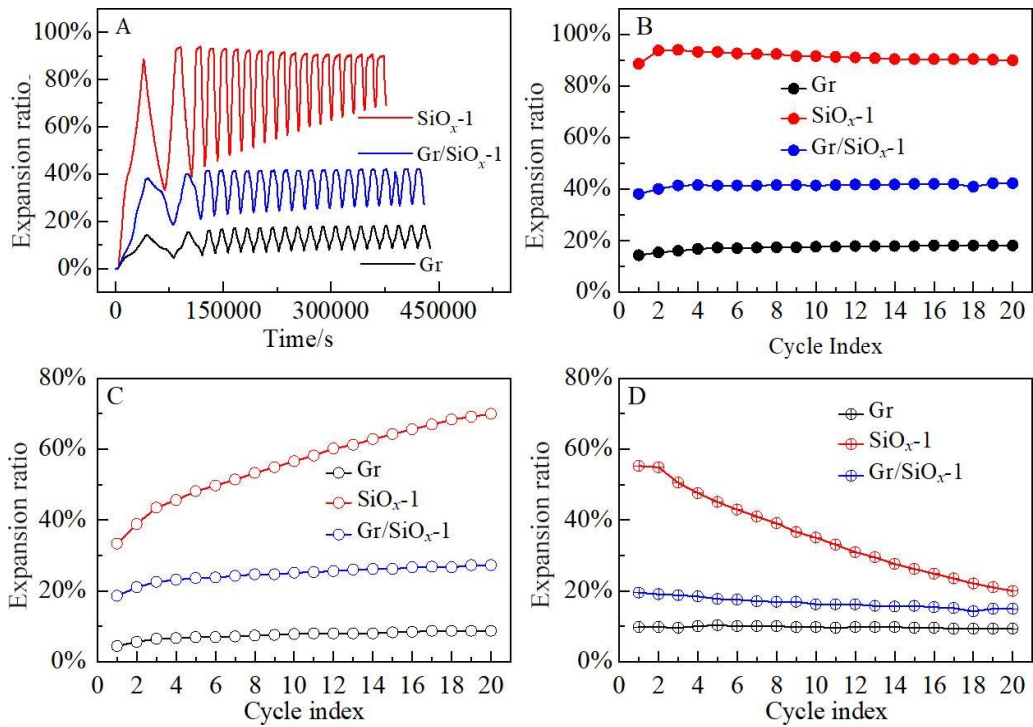 A
100%
80%
60%
40%
20%
0%
Expansion ratio
SiOx-1
Gr/SiOx-1
Gr
0
150000
300000
450000
Time/s
B
100%
80%
60%
40%
20%
0%
Expansion ratio
Gr
SiOx-1
Gr/SiOx-1
0 2 4 6 8 10 12 14 16 18 20
Cycle Index
C
80%
60%
40%
20%
0%
Expansion ratio
Gr
SiOx-1
Gr/SiOx-1
0 2 4 6 8 10 12 14 16 18 20
Cycle index
D
80%
60%
40%
20%
0%
Expansion ratio
Gr
SiOx-1
Gr/SiOx-1
0 2 4 6 8 10 12 14 16 18 20
Cycle index